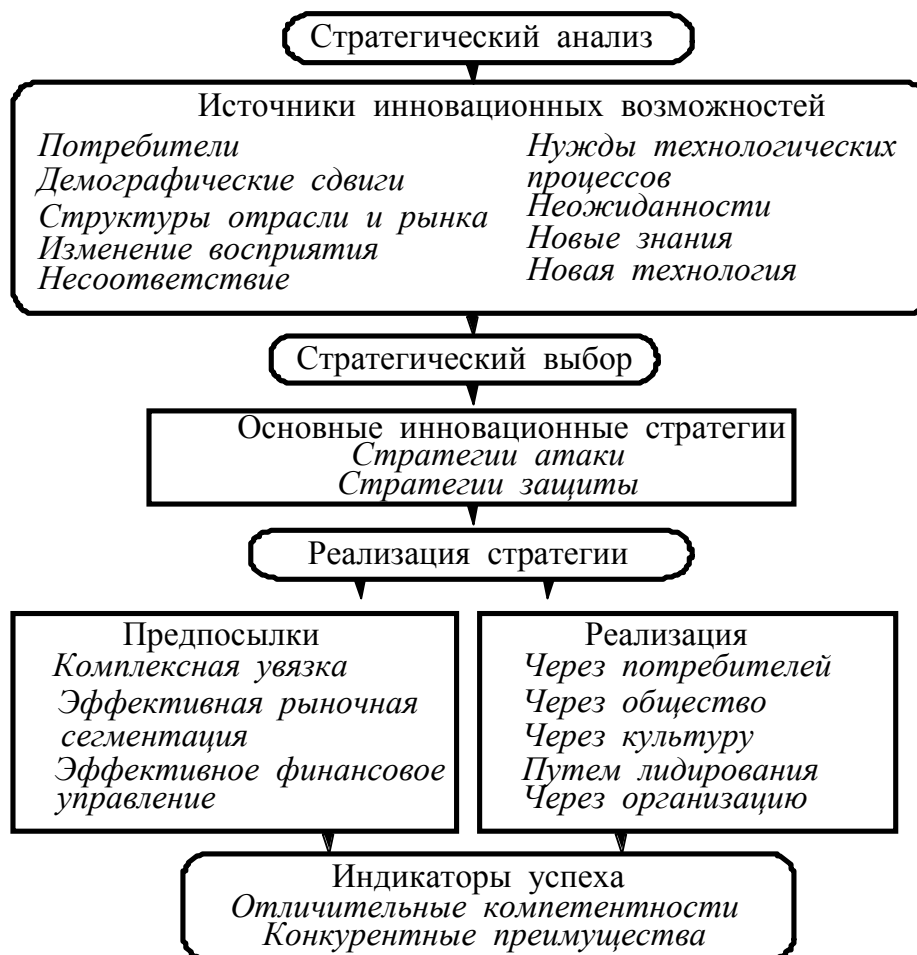 Стратегический анализ
Источники инновационных возможностей
Потребители
Демографические сдвиги
Структуры отрасли и рынка
Изменение восприятия
Несоответствие
Нужды технологических
процессов
Неожиданности
Новые знания
Новая технология
Стратегический выбор
Основные инновационные стратегии
Стратегии атаки
Стратегии защиты
Реализация стратегии
Предпосылки
Комплексная увязка
Эффективная рыночная
сегментация
Эффективное финансовое
управление
Реализация
Через потребителей
Через общество
Через культуру
Путем лидирования
Через организацию
Индикаторы успеха
Отличительные компетентности
Конкурентные преимущества